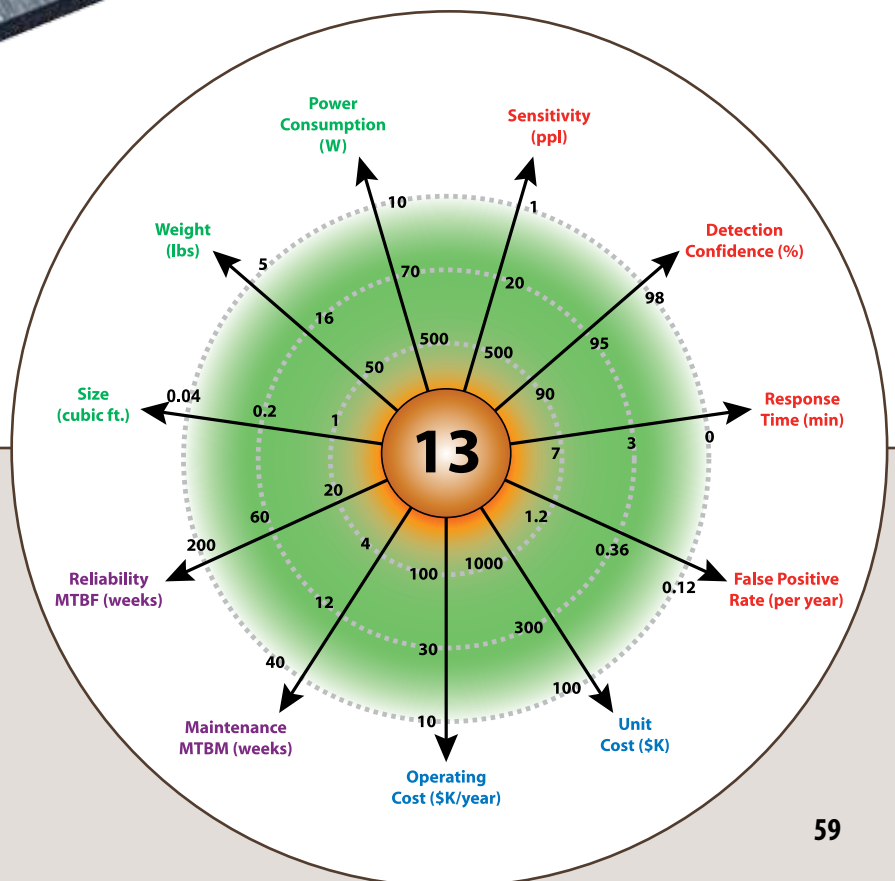 Power
Consumption
(W)
Sensitivity
(ppl)
Weight
(lbs)
Detection
Confidence (%)
Size
(cubic ft.)
Response
Time (min)
Reliability
MTBF (weeks)
False Positive
Rate (per year)
Maintenance
MTBM (weeks)
Unit
Cost ($K)
Operating
Cost ($K/year)
10
70
500
1
20
500
98
95
90
0
3
7
0.12
0.36
1.2
100
300
1000
10
30
100
40
12
4
200
60
20
0.04
0.2
1
5
16
50
13
59